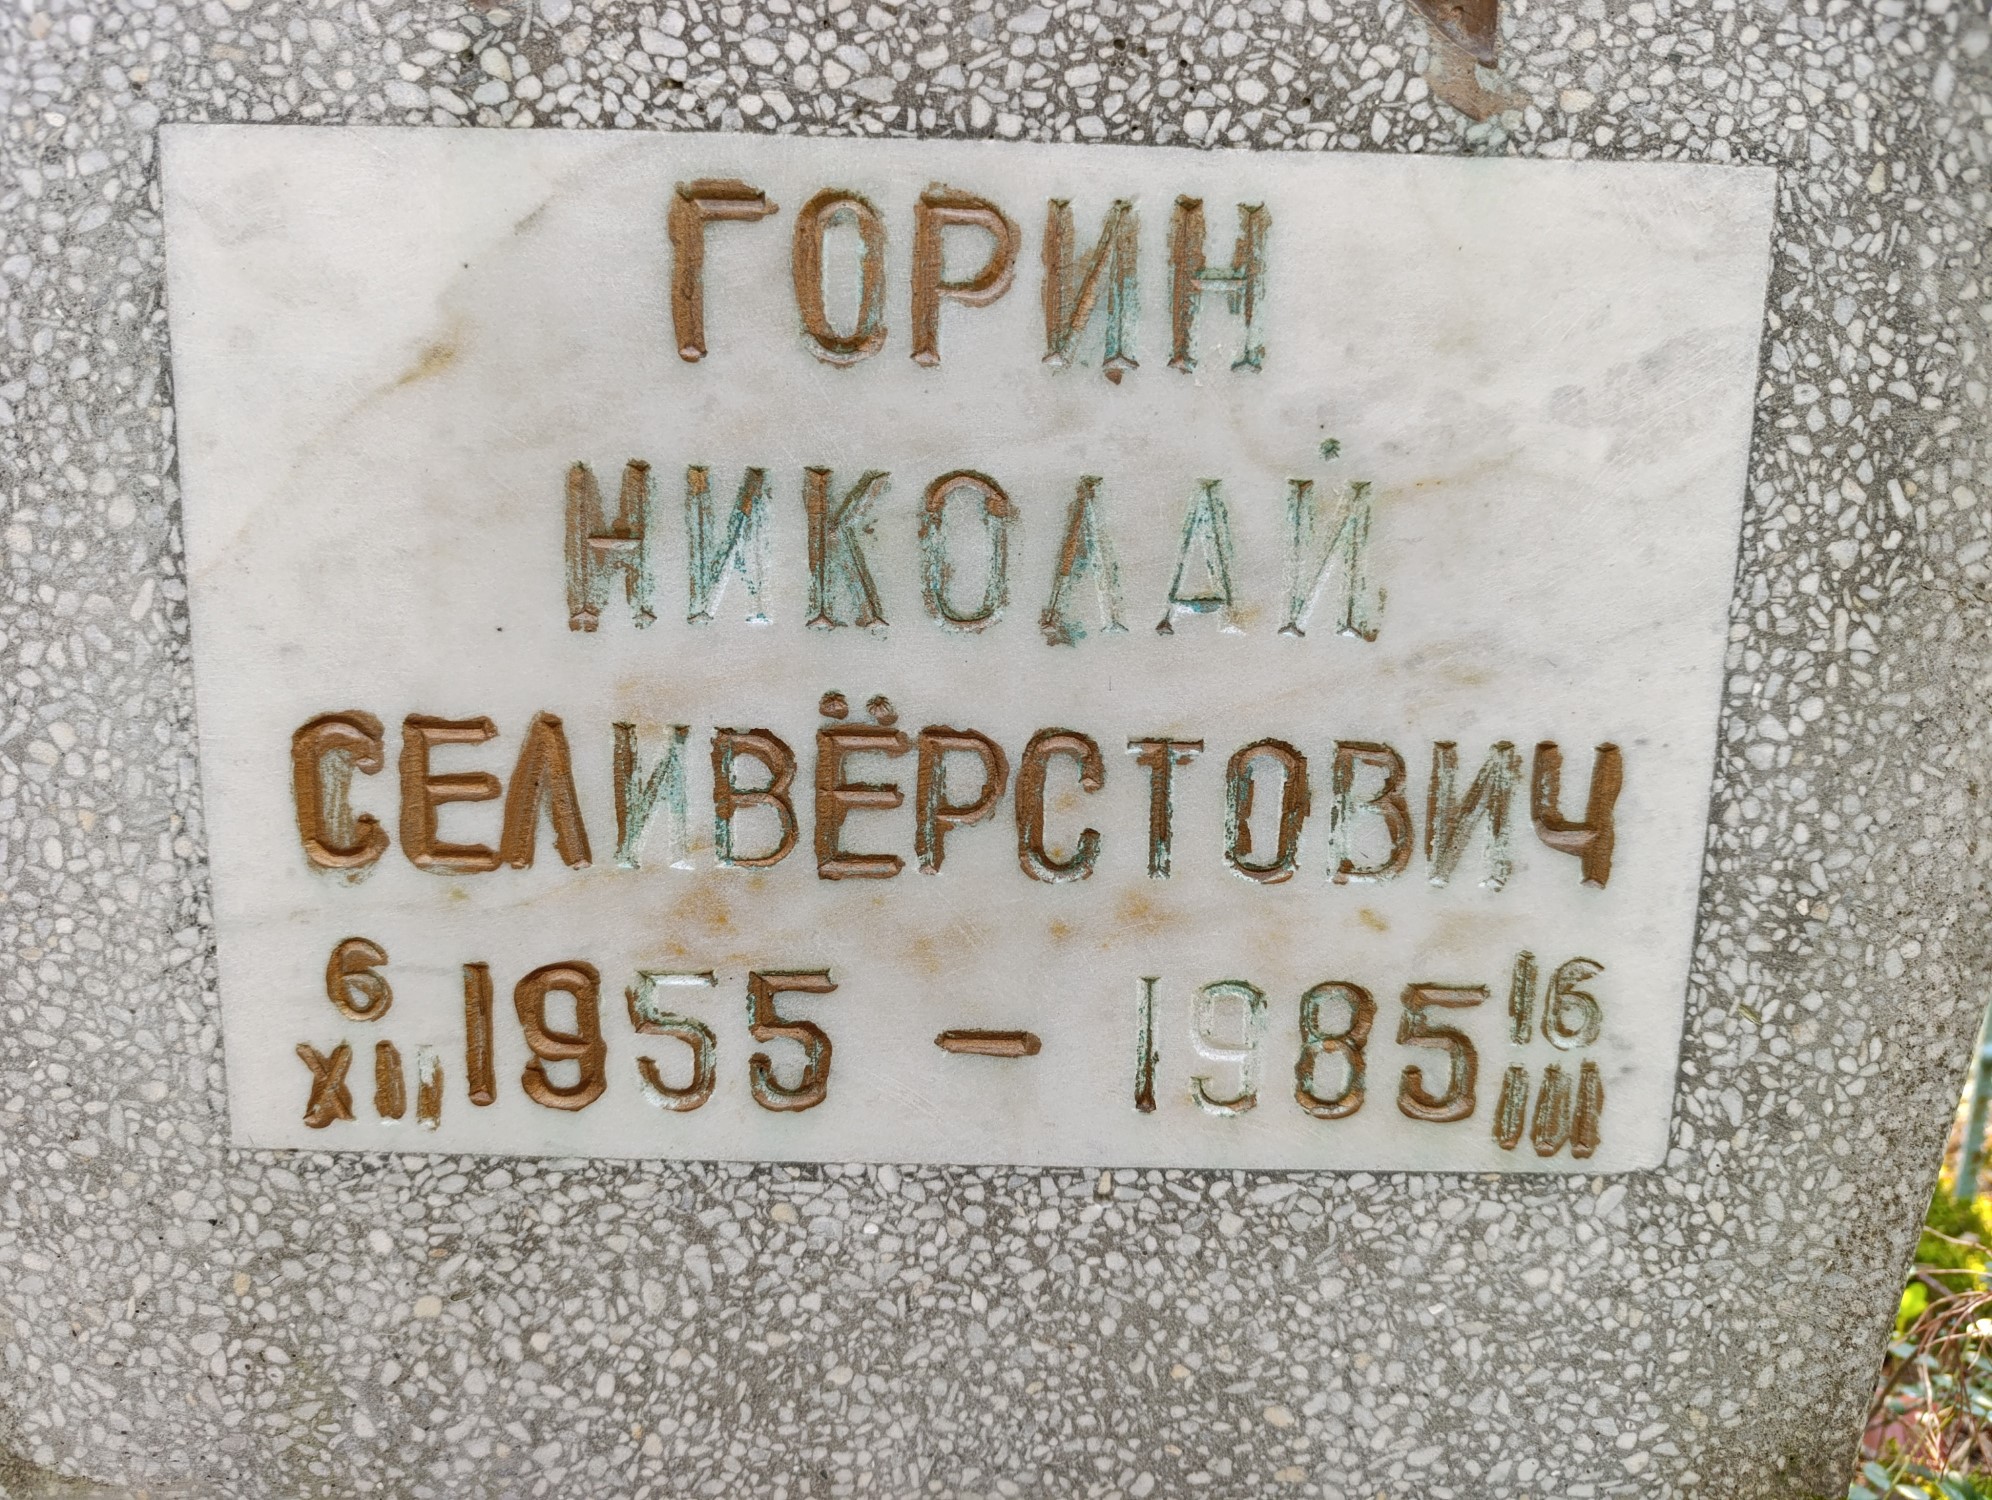 ГОРИН
НИКОЛАЙ
СЕЛИВЁРСТОВИЧ
6 XII 1955 - 1985 16 III